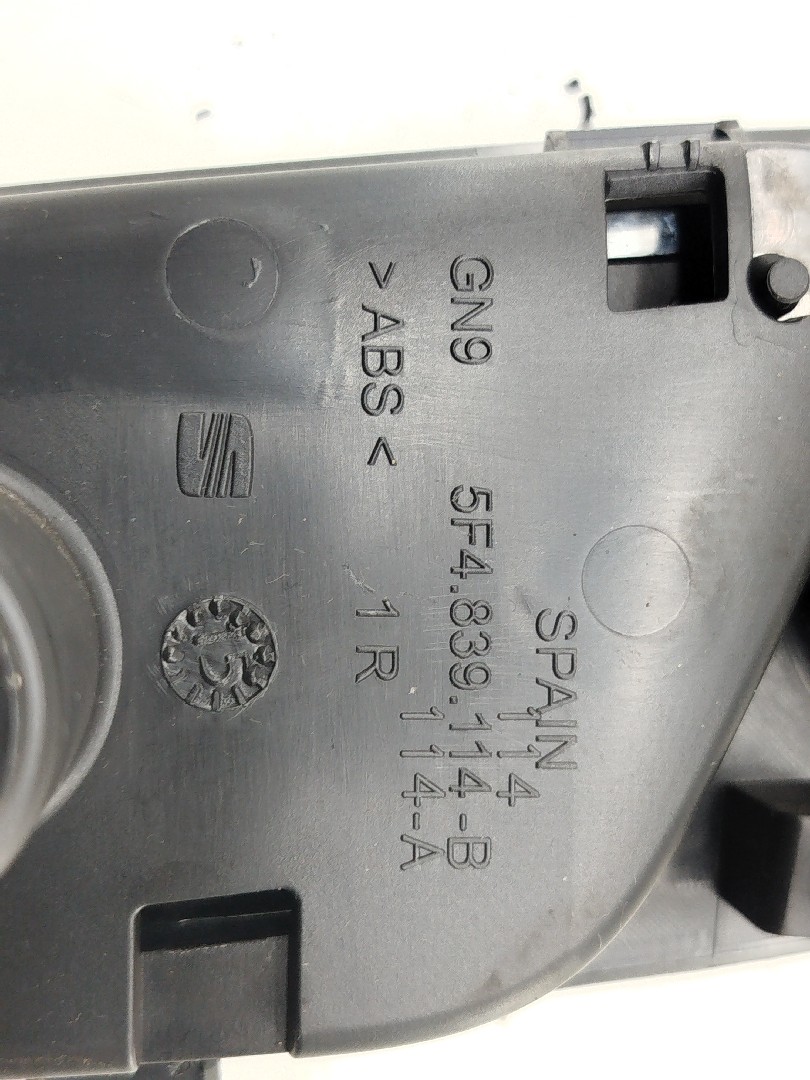 SPAIN
114
GN9 5F4.839.114-B
114-A
>ABS< 1R